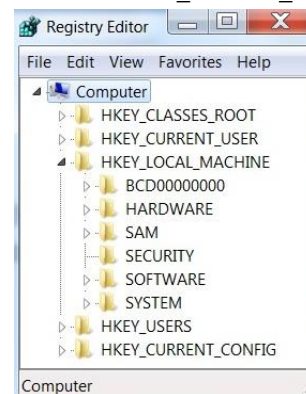 Registry Editor
File Edit View Favorites Help
Computer
HKEY_CLASSES_ROOT
HKEY_CURRENT_USER
HKEY_LOCAL_MACHINE
BCD00000000
HARDWARE
SAM
SECURITY
SOFTWARE
SYSTEM
HKEY_USERS
HKEY_CURRENT_CONFIG
Computer